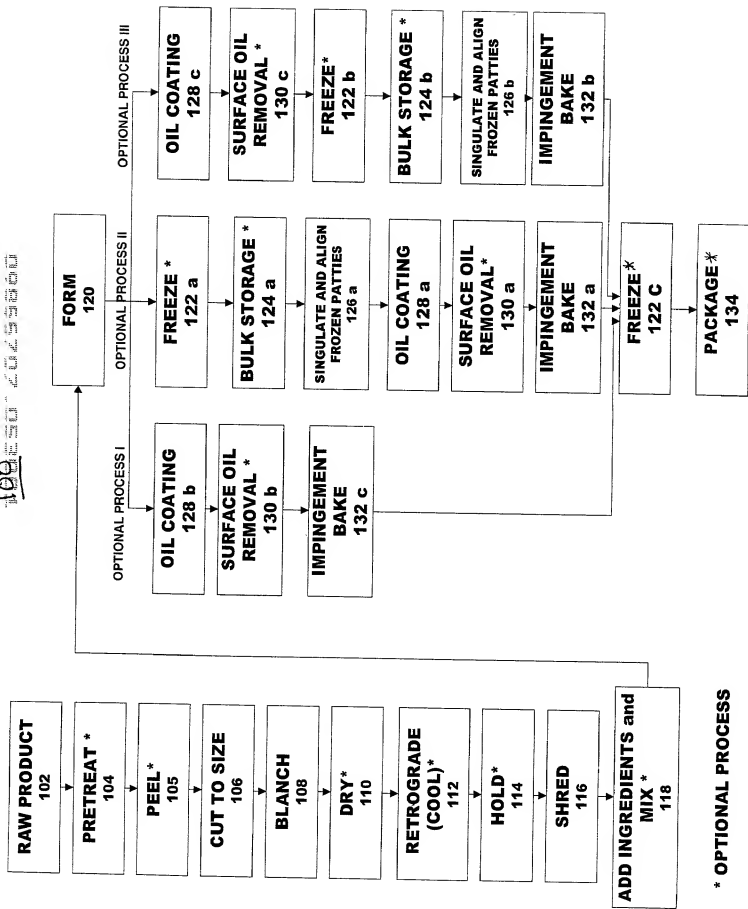 100
RAW PRODUCT
102
PRETREAT *
104
PEEL*
105
CUT TO SIZE
106
BLANCH
108
DRY*
110
RETROGRADE
(COOL)*
112
HOLD*
114
SHRED
116
ADD INGREDIENTS and
MIX *
118
FORM
120
OPTIONAL PROCESS I
OIL COATING
128 b
SURFACE OIL
REMOVAL *
130 b
IMPINGEMENT
BAKE
132 c
OPTIONAL PROCESS II
FREEZE *
122 a
BULK STORAGE *
124 a
SINGULATE AND ALIGN
FROZEN PATTIES
126 a
OIL COATING
128 a
SURFACE OIL
REMOVAL*
130 a
IMPINGEMENT
BAKE
132 a
OPTIONAL PROCESS III
OIL COATING
128 c
SURFACE OIL
REMOVAL *
130 c
FREEZE*
122 b
BULK STORAGE *
124 b
SINGULATE AND ALIGN
FROZEN PATTIES
126 b
IMPINGEMENT
BAKE
132 b
FREEZE*
122 C
PACKAGE*
134
* OPTIONAL PROCESS